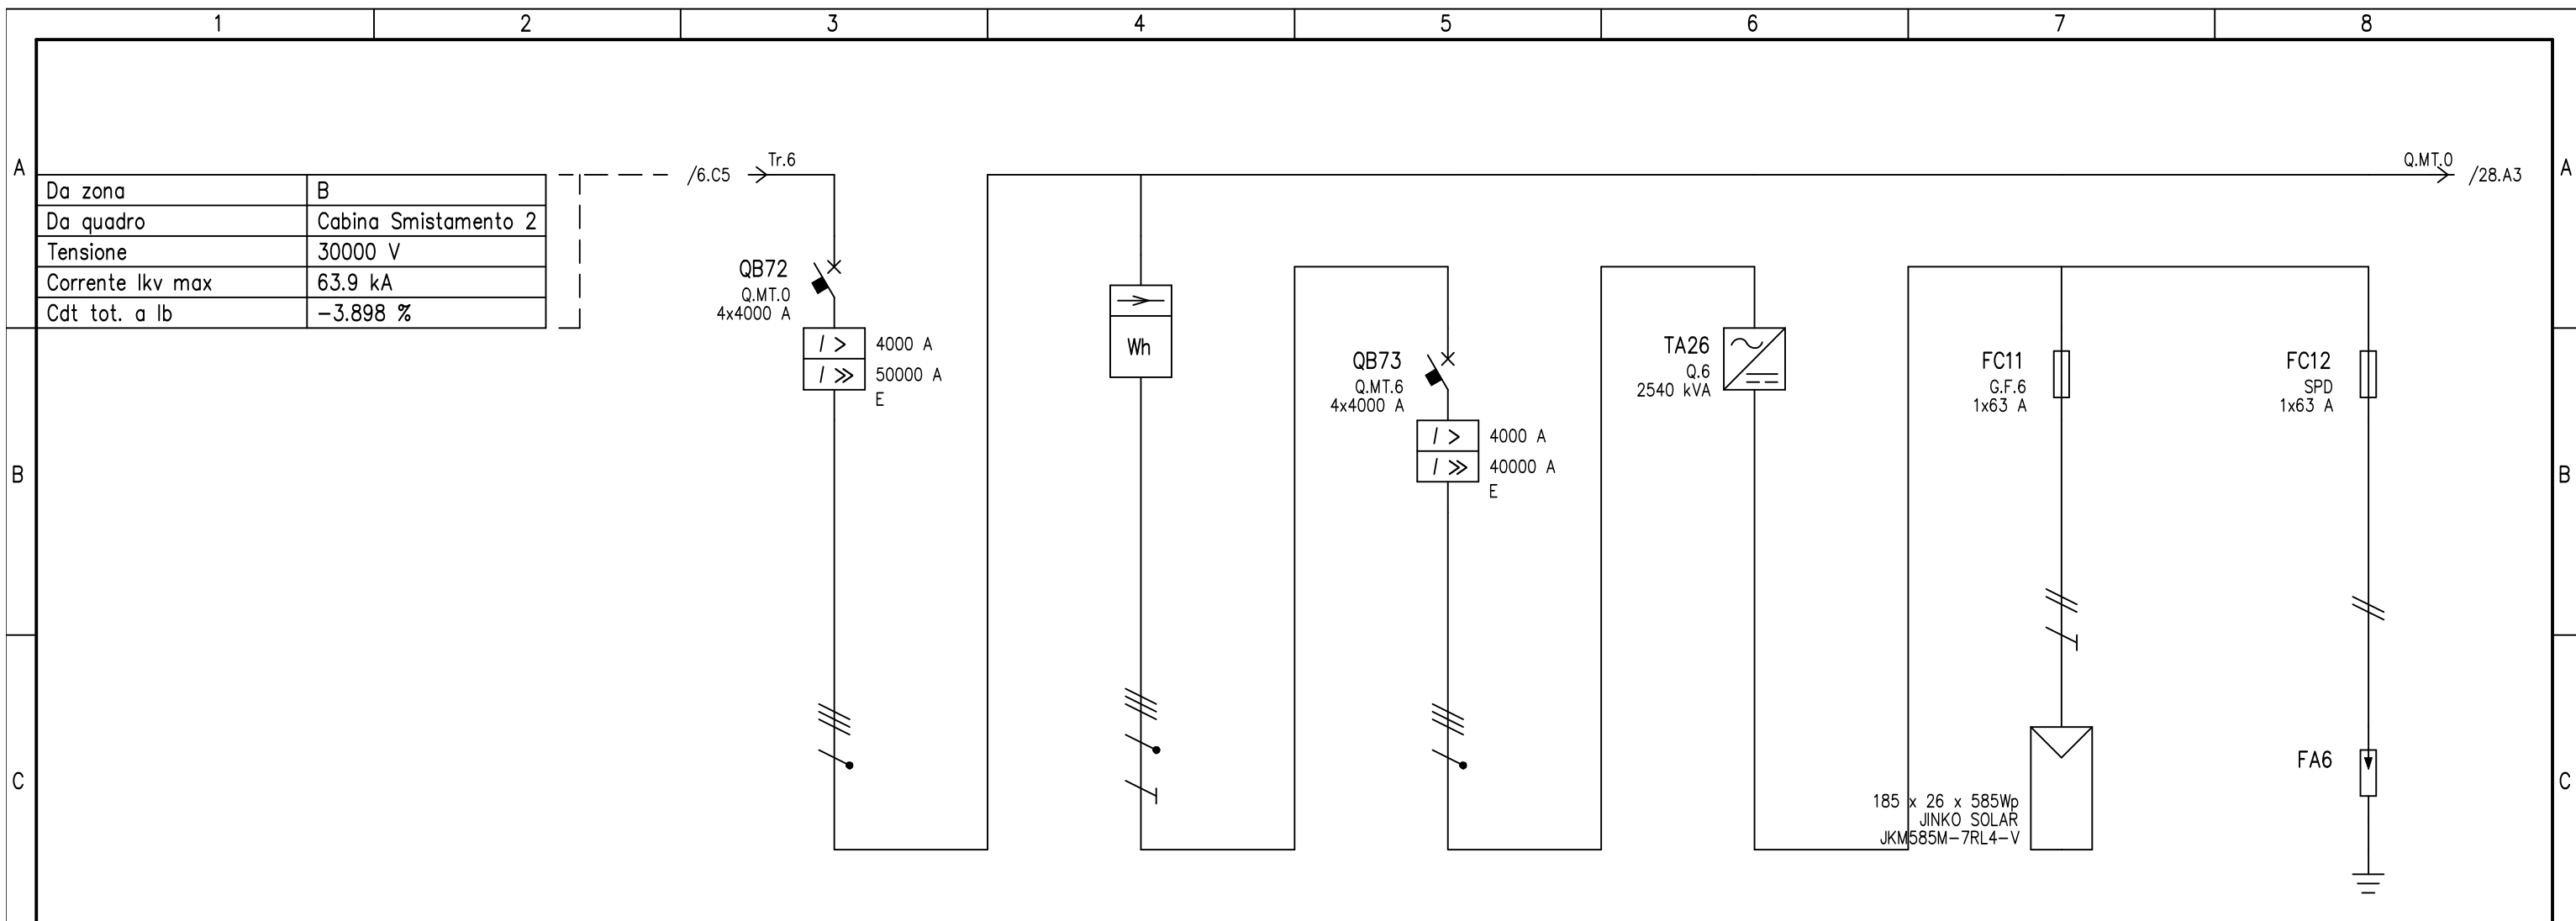 1 2 3 4 5 6 7 8
A A
Tr.6
/6.C5
Q.MT.0
/28.A3
Da zona B
Da quadro Cabina Smistamento 2
Tensione 30000 V
Corrente Ikv max 63.9 kA
Cdt tot. a Ib -3.898 %
QB72
Q.MT.0
4x4000 A
I > 4000 A
I >> 50000 A
E
Wh
QB73
Q.MT.6
4x4000 A
I > 4000 A
I >> 40000 A
E
TA26
Q.6
2540 kVA
FC11
G.F.6
1x63 A
FC12
SPD
1x63 A
B B
C C
185 x 26 x 585Wp
JINKO SOLAR
JKM585M-7RL4-V
FA6